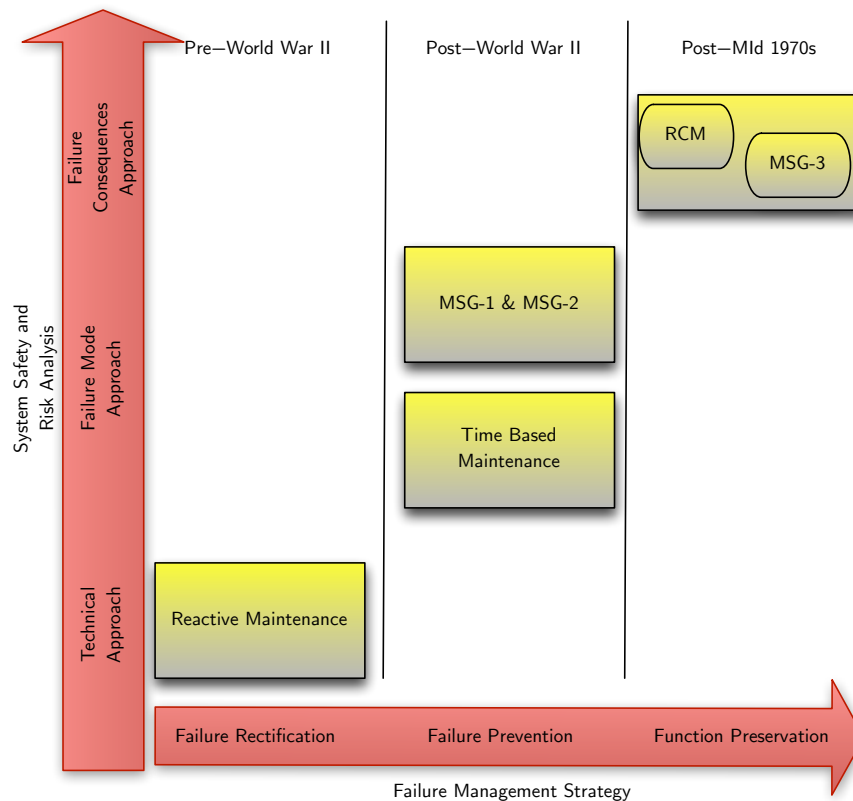 Pre–World War II
Post–World War II
Post–MId 1970s
Failure
Consequences
Approach
RCM
MSG-3
System Safety and
Risk Analysis
Failure Mode
Approach
MSG-1 & MSG-2
Time Based
Maintenance
Technical
Approach
Reactive Maintenance
Failure Rectification
Failure Prevention
Function Preservation
Failure Management Strategy